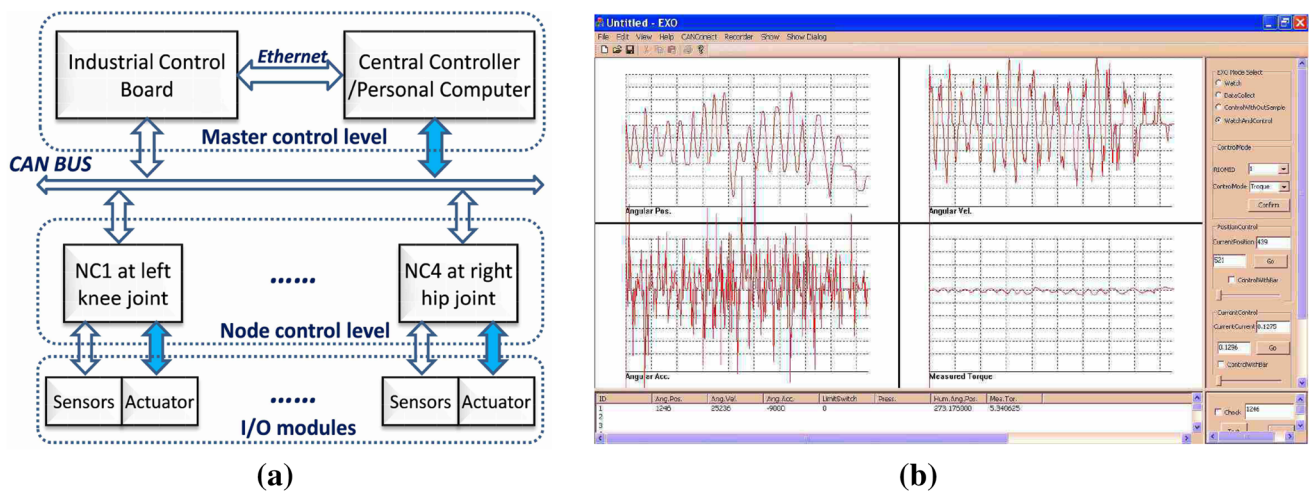 Industrial Control
Board
Ethernet
Central Controller
/Personal Computer
Master control level
CAN BUS
NC1 at left
knee joint
......
NC4 at right
hip joint
Node control level
Sensors
Actuator
......
Sensors
Actuator
I/O modules
(a)
Untitled - EXO
File Edit View Help CANConect Recorder Show Show Dialog
Angular Pos.
Angular Vel.
Angular Acc.
Measured Torque
EXO Mode Select
Watch
DataCollect
ControlWithOutSample
WatchAndControl
ControlMode
1
ControlMode Torque
Confirm
PositionControl
CurrentPosition 439
521 Go
ControlWithBar
CurrentControl
CurrentCurrent 0.1275
0.1296 Go
ControlWithBar
ID Ang.Pos. Ang.Vel. Ang.Acc. LimitSwitch Press. Hum.Ang.Pos. Mea.Tor.
1 1246 25236 -9000 0 273.175000 5.340625
2
3
Check 1246
(b)